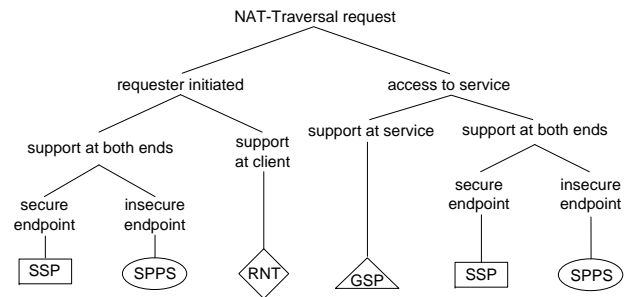 NAT-Traversal request
requester initiated
access to service
support at both ends
support
at client
support at service
support at both ends
secure
endpoint
insecure
endpoint
secure
endpoint
insecure
endpoint
SSP
SPPS
RNT
GSP
SSP
SPPS